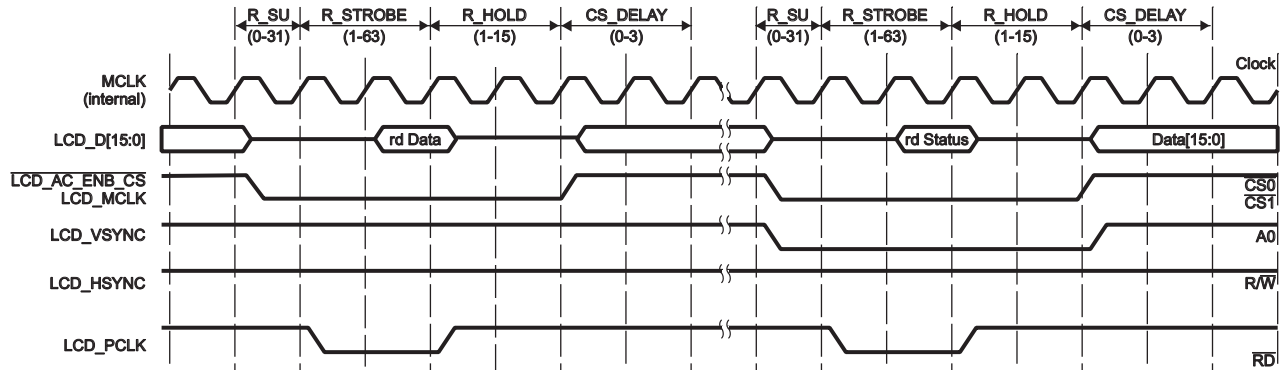 R_SU R_STROBE R_HOLD CS_DELAY R_SU R_STROBE R_HOLD CS_DELAY
(0-31) (1-63) (1-15) (0-3) (0-31) (1-63) (1-15) (0-3)
Clock
MCLK
(internal)
LCD_D[15:0] rd Data rd Status Data[15:0]
LCD_AC_ENB_CS CS0
LCD_MCLK CS1
LCD_VSYNC A0
LCD_HSYNC R/W
LCD_PCLK RD